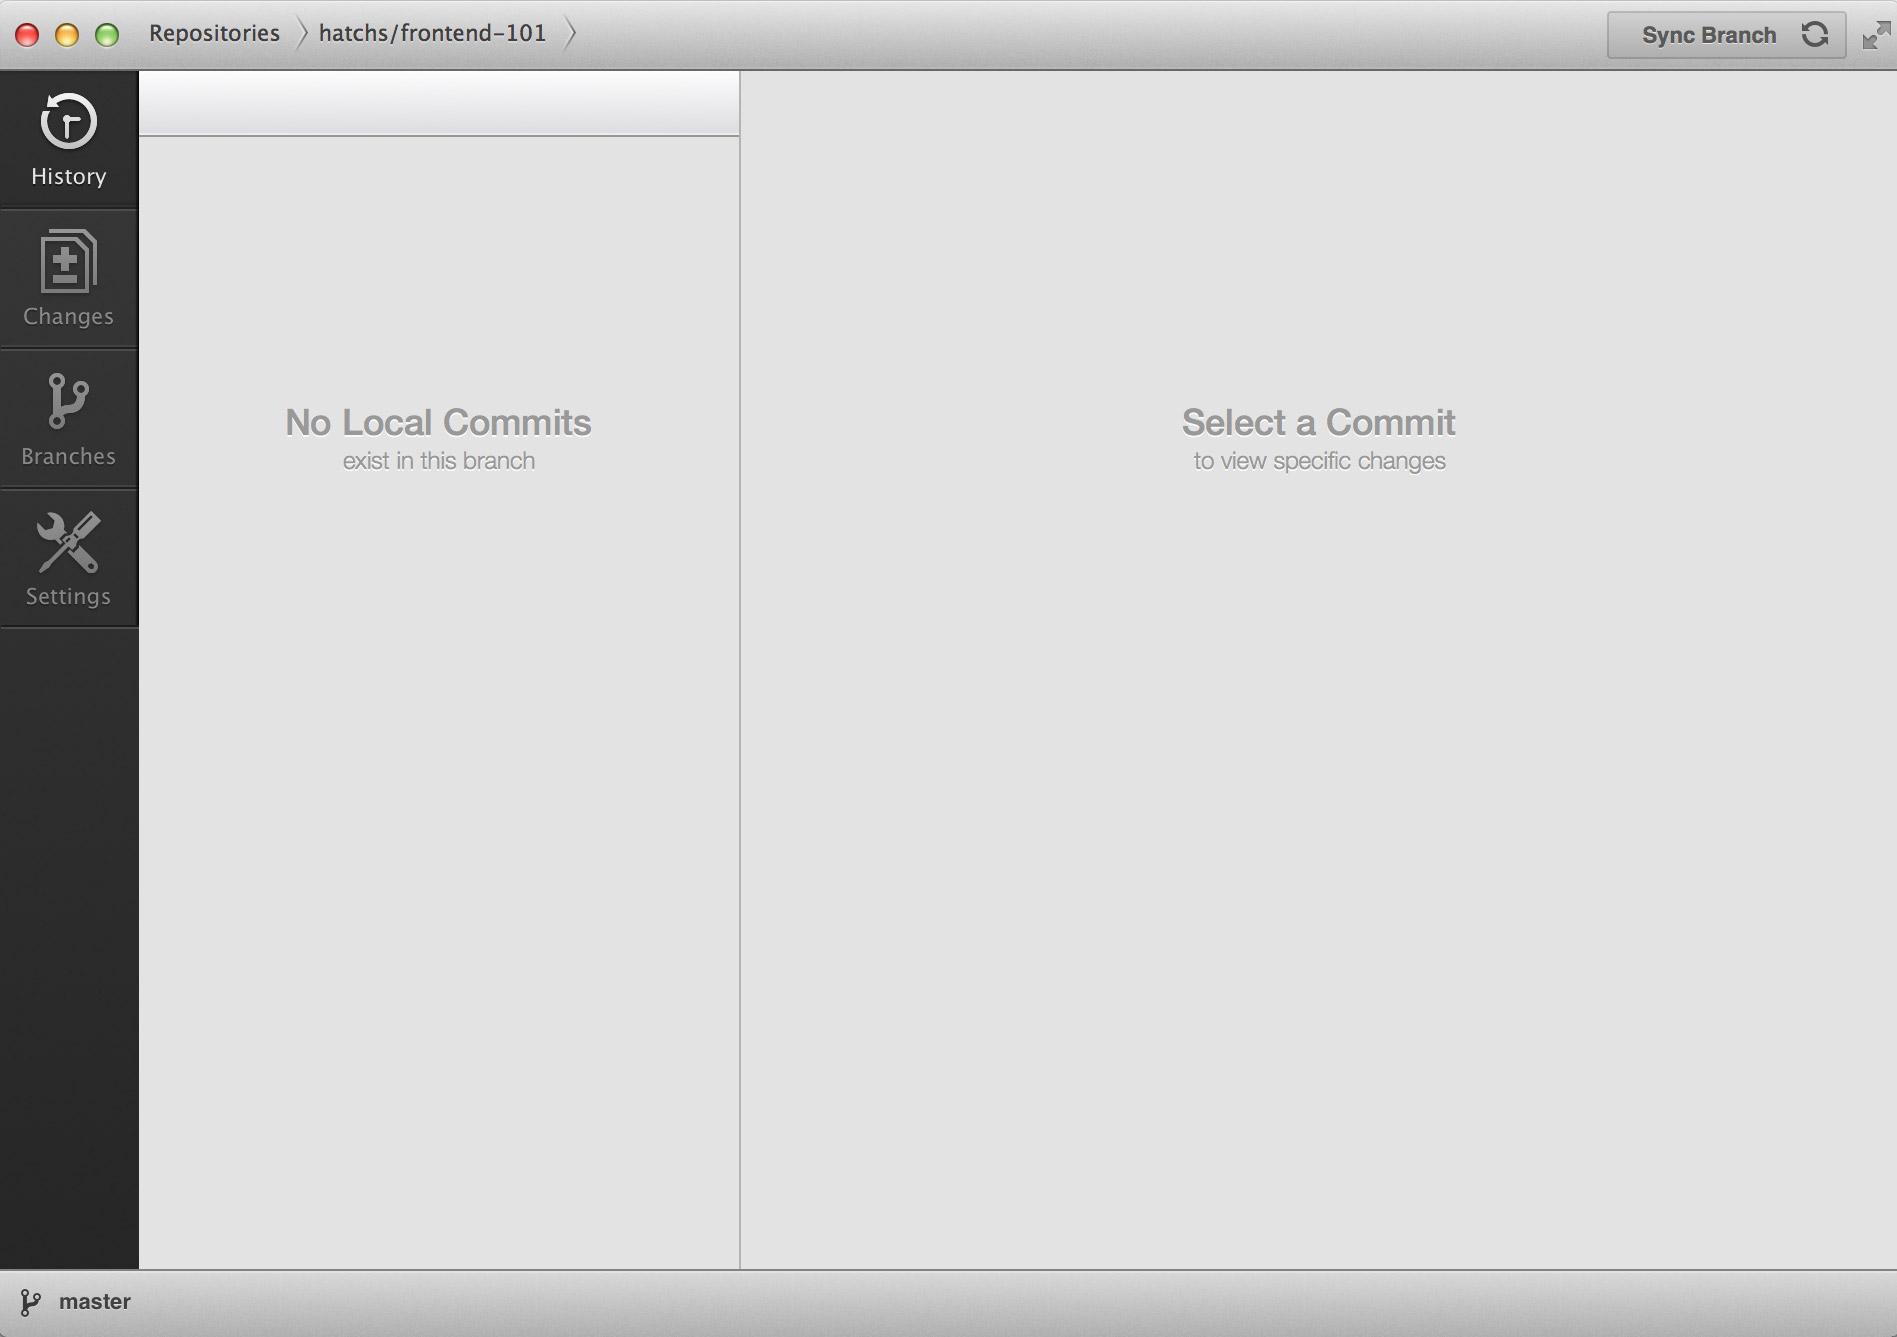 Repositories
hatchs/frontend-101
Sync Branch
History
Changes
Branches
Settings
No Local Commits
exist in this branch
Select a Commit
to view specific changes
master